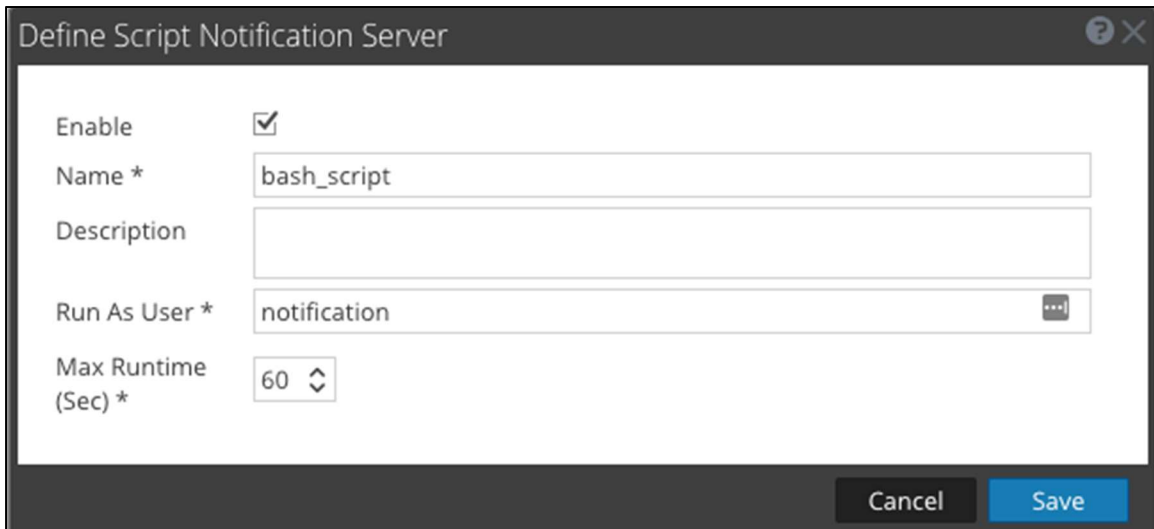 Define Script Notification Server
Enable
Name * bash_script
Description
Run As User * notification
Max Runtime
(Sec) * 60
Cancel Save